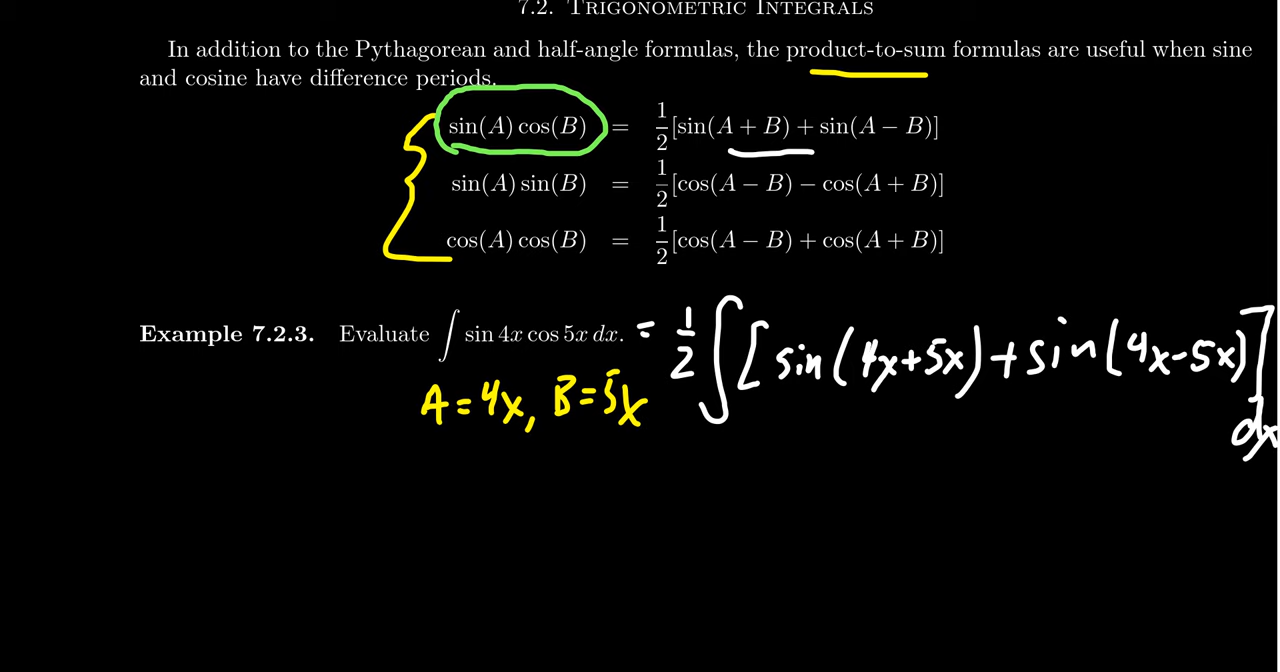 7.2. TRIGONOMETRIC INTEGRALS
In addition to the Pythagorean and half-angle formulas, the product-to-sum formulas are useful when sine
and cosine have difference periods.
sin(A) cos(B) = 1/2[sin(A + B) + sin(A − B)]
sin(A) sin(B) = 1/2[cos(A − B) − cos(A + B)]
cos(A) cos(B) = 1/2[cos(A − B) + cos(A + B)]
Example 7.2.3. Evaluate ∫ sin 4x cos 5x dx. = 1/2 ∫ [sin(4x+5x)+sin(4x-5x)] dx
A = 4x, B = 5x